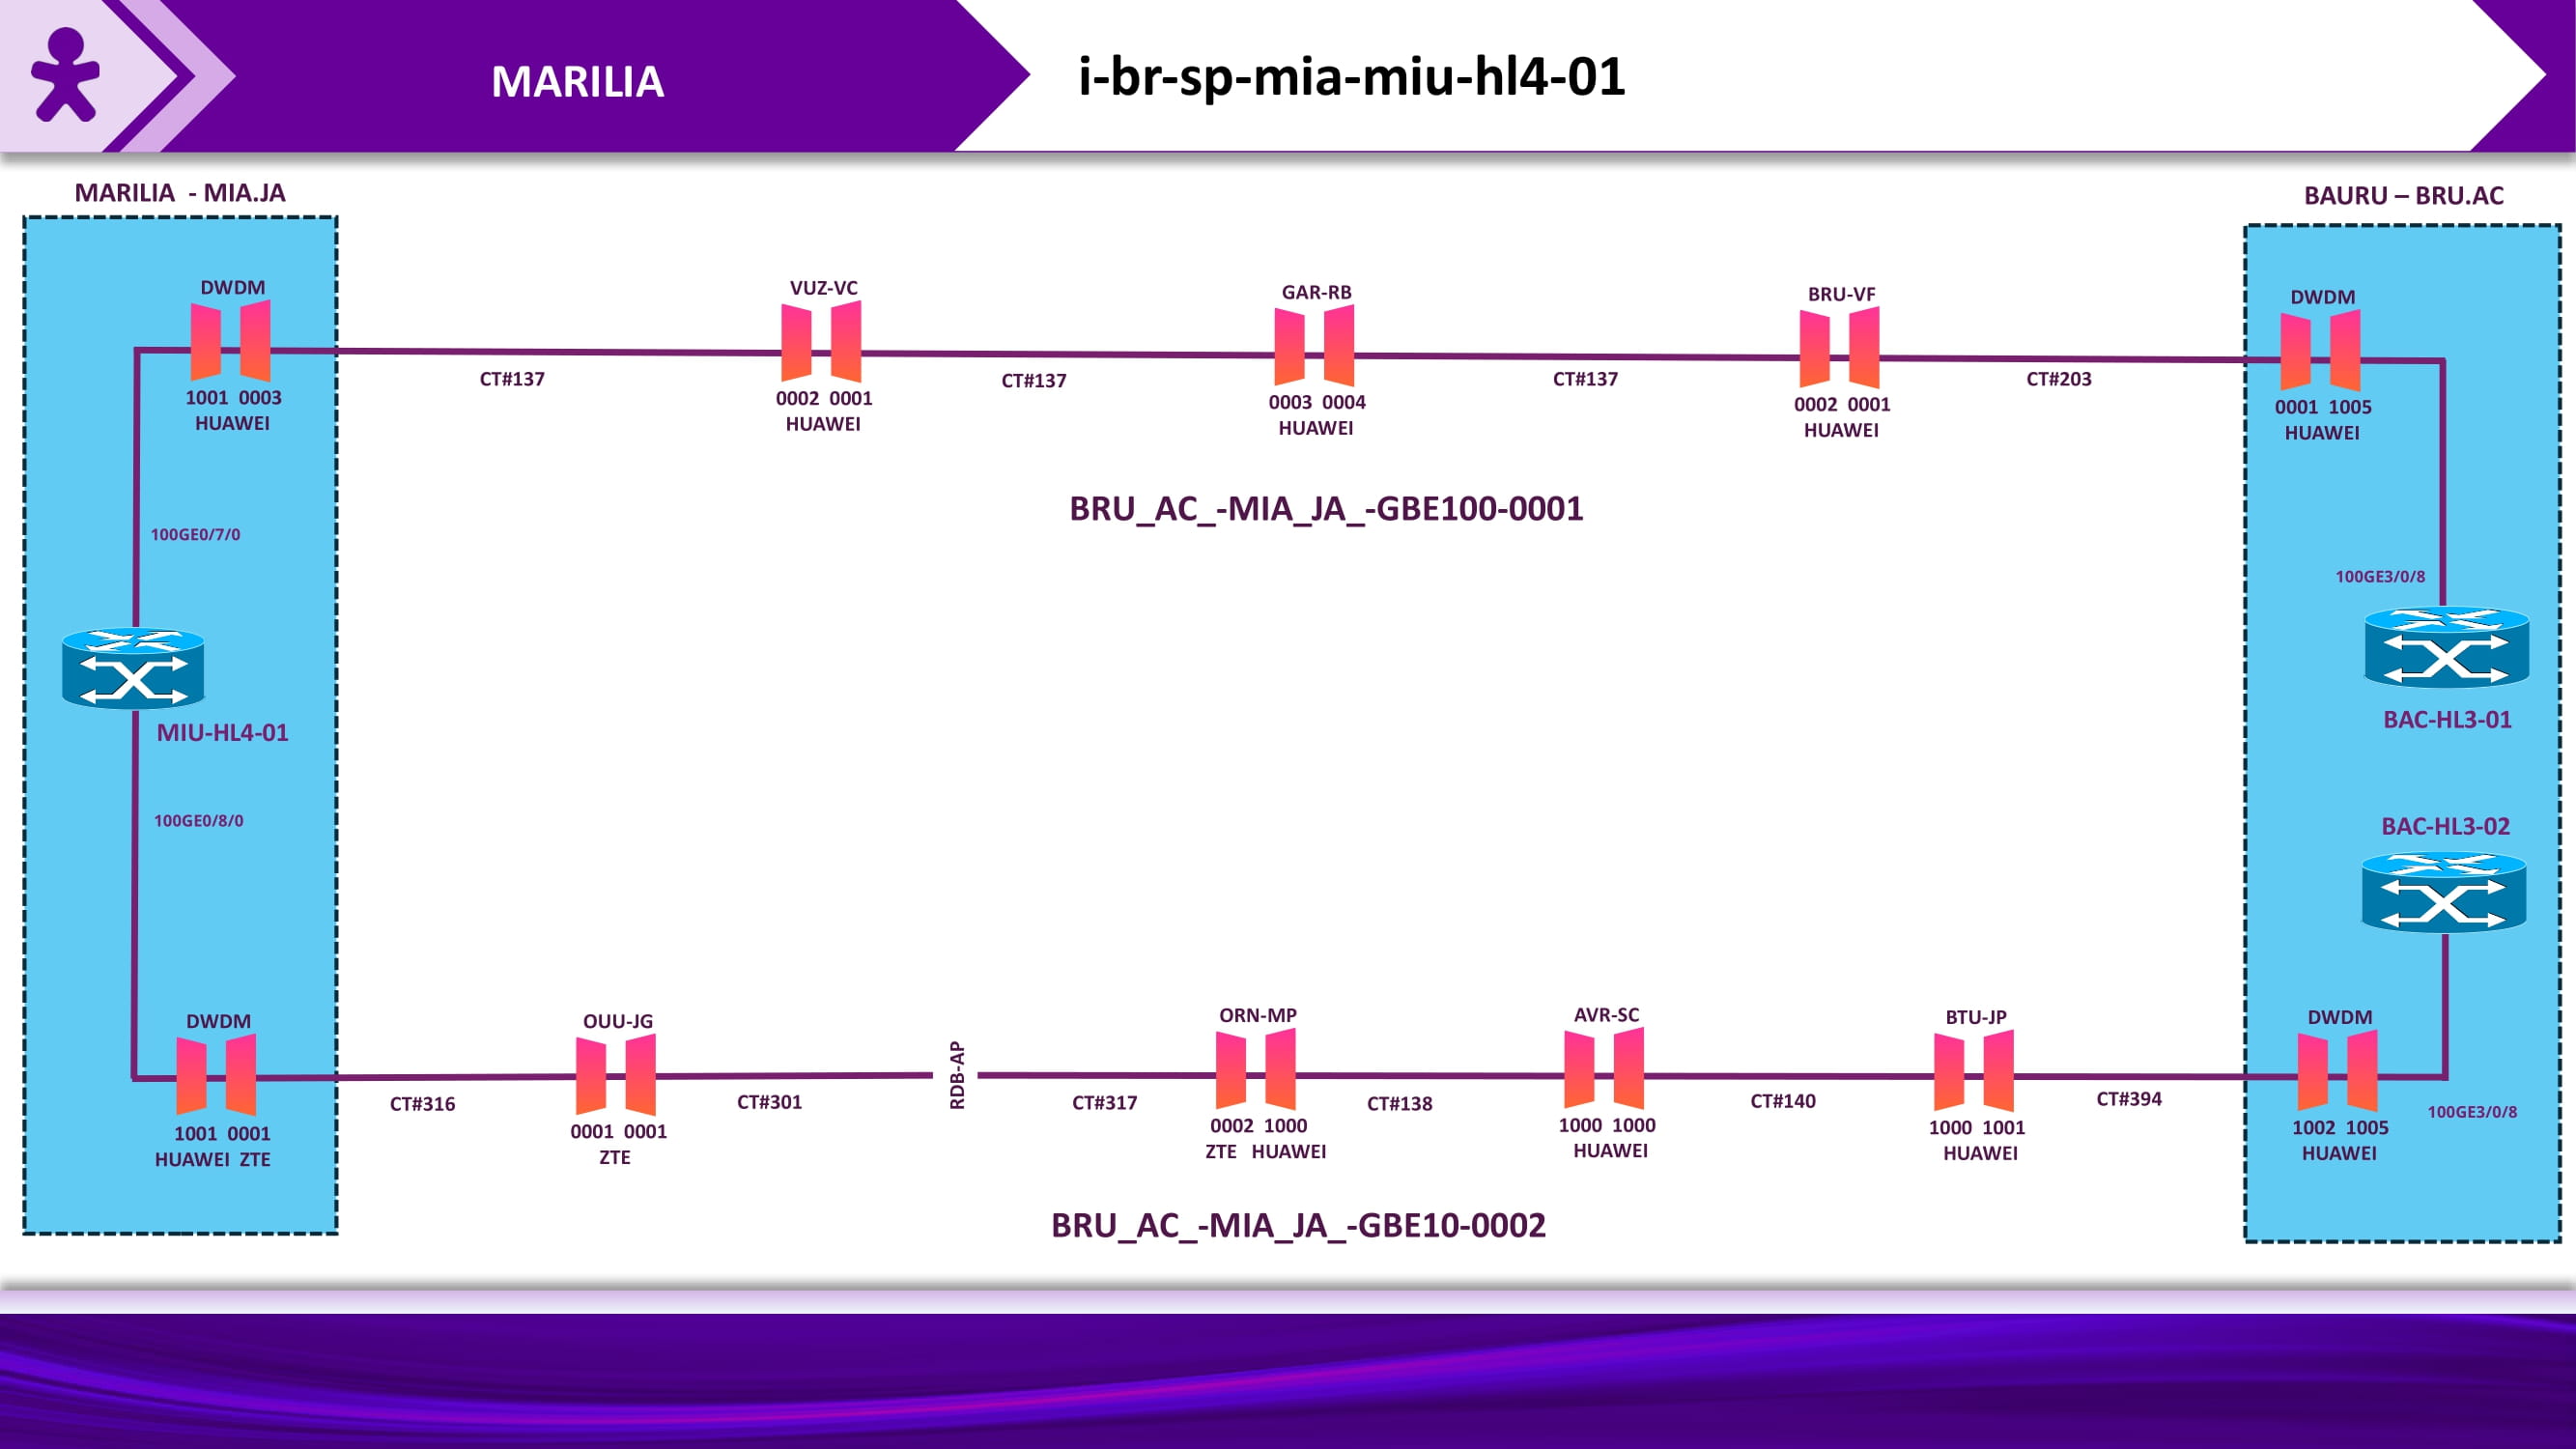 MARILIA
i-br-sp-mia-miu-hl4-01
MARILIA - MIA.JA
BAURU – BRU.AC
DWDM
1001 0003
HUAWEI
CT#137
VUZ-VC
0002 0001
HUAWEI
CT#137
GAR-RB
0003 0004
HUAWEI
CT#137
BRU-VF
0002 0001
HUAWEI
CT#203
DWDM
0001 1005
HUAWEI
BRU_AC_-MIA_JA_-GBE100-0001
100GE0/7/0
100GE3/0/8
MIU-HL4-01
BAC-HL3-01
100GE0/8/0
BAC-HL3-02
DWDM
1001 0001
HUAWEI ZTE
CT#316
OUU-JG
0001 0001
ZTE
CT#301
RDB-AP
CT#317
ORN-MP
0002 1000
ZTE HUAWEI
CT#138
AVR-SC
1000 1000
HUAWEI
CT#140
BTU-JP
1000 1001
HUAWEI
CT#394
DWDM
1002 1005
HUAWEI
100GE3/0/8
BRU_AC_-MIA_JA_-GBE10-0002